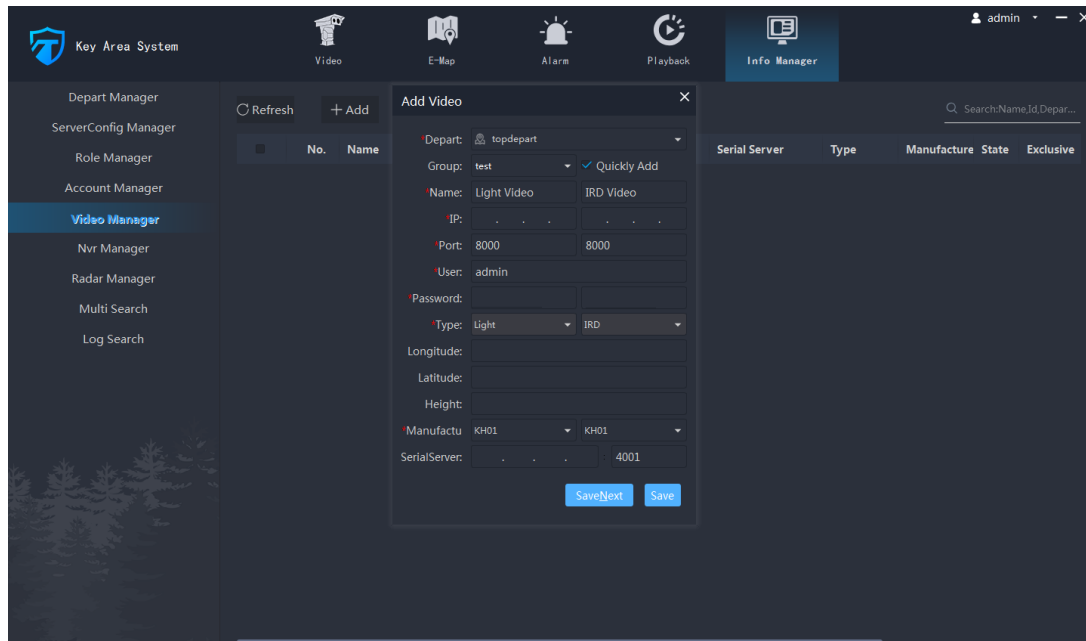 admin
Key Area System
Video
E-Map
Alarm
Playback
Info Manager
Depart Manager
ServerConfig Manager
Role Manager
Account Manager
Video Manager
Nvr Manager
Radar Manager
Multi Search
Log Search
Refresh
+ Add
Search:Name,Id,Depar...
No. Name Serial Server Type Manufacture State Exclusive
Add Video
*Depart: topdepart
Group: test Quickly Add
*Name: Light Video IRD Video
*IP: . . . . . .
*Port: 8000 8000
*User: admin
*Password:
*Type: Light IRD
Longitude:
Latitude:
Height:
*Manufactu KH01 KH01
SerialServer: . . . : 4001
SaveNext Save